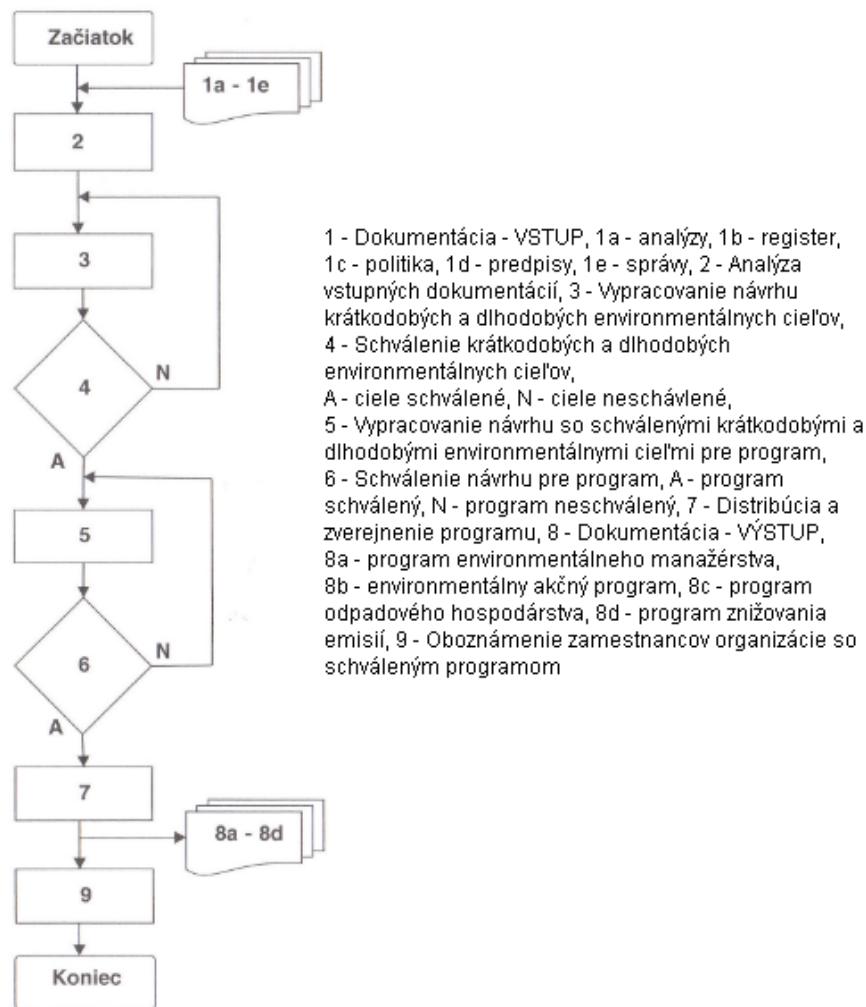 Začiatok
1a - 1e
2
3
4
N
A
5
6
N
A
7
8a - 8d
9
Koniec
1 - Dokumentácia - VSTUP, 1a - analýzy, 1b - register,
1c - politika, 1d - predpisy, 1e - správy, 2 - Analýza
vstupných dokumentácií, 3 - Vypracovanie návrhu
krátkodobých a dlhodobých environmentálnych cieľov,
4 - Schválenie krátkodobých a dlhodobých
environmentálnych cieľov,
A - ciele schválené, N - ciele neschávlené,
5 - Vypracovanie návrhu so schválenými krátkodobými a
dlhodobými environmentálnymi cieľmi pre program,
6 - Schválenie návrhu pre program, A - program
schválený, N - program neschválený, 7 - Distribúcia a
zverejnenie programu, 8 - Dokumentácia - VÝSTUP,
8a - program environmentálneho manažérstva,
8b - environmentálny akčný program, 8c - program
odpadového hospodárstva, 8d - program znižovania
emisií, 9 - Oboznámenie zamestnancov organizácie so
schváleným programom